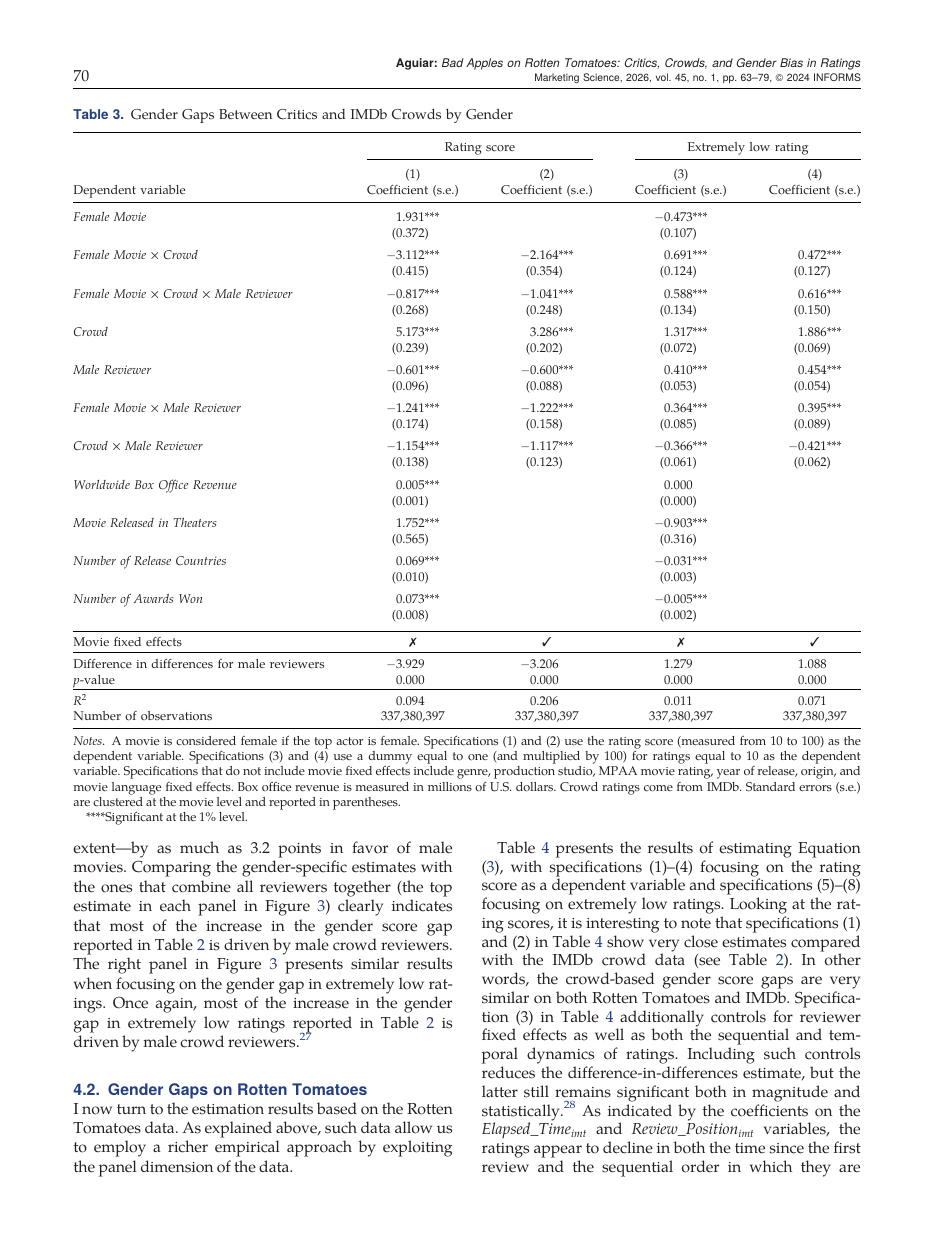 70
Aguiar: Bad Apples on Rotten Tomatoes: Critics, Crowds, and Gender Bias in Ratings
Marketing Science, 2026, vol. 45, no. 1, pp. 63–79, © 2024 INFORMS
Table 3. Gender Gaps Between Critics and IMDb Crowds by Gender
Rating score Extremely low rating
(1) (2) (3) (4)
Dependent variable Coefficient (s.e.) Coefficient (s.e.) Coefficient (s.e.) Coefficient (s.e.)
Female Movie 1.931*** −0.473***
(0.372) (0.107)
Female Movie × Crowd −3.112*** −2.164*** 0.691*** 0.472***
(0.415) (0.354) (0.124) (0.127)
Female Movie × Crowd × Male Reviewer −0.817*** −1.041*** 0.588*** 0.616***
(0.268) (0.248) (0.134) (0.150)
Crowd 5.173*** 3.286*** 1.317*** 1.886***
(0.239) (0.202) (0.072) (0.069)
Male Reviewer −0.601*** −0.600*** 0.410*** 0.454***
(0.096) (0.088) (0.053) (0.054)
Female Movie × Male Reviewer −1.241*** −1.222*** 0.364*** 0.395***
(0.174) (0.158) (0.085) (0.089)
Crowd × Male Reviewer −1.154*** −1.117*** −0.366*** −0.421***
(0.138) (0.123) (0.061) (0.062)
Worldwide Box Office Revenue 0.005*** 0.000
(0.001) (0.000)
Movie Released in Theaters 1.752*** −0.903***
(0.565) (0.316)
Number of Release Countries 0.069*** −0.031***
(0.010) (0.003)
Number of Awards Won 0.073*** −0.005***
(0.008) (0.002)
Movie fixed effects ✗ ✓ ✗ ✓
Difference in differences for male reviewers −3.929 −3.206 1.279 1.088
p-value 0.000 0.000 0.000 0.000
R2 0.094 0.206 0.011 0.071
Number of observations 337,380,397 337,380,397 337,380,397 337,380,397
Notes. A movie is considered female if the top actor is female. Specifications (1) and (2) use the rating score (measured from 10 to 100) as the
dependent variable. Specifications (3) and (4) use a dummy equal to one (and multiplied by 100) for ratings equal to 10 as the dependent
variable. Specifications that do not include movie fixed effects include genre, production studio, MPAA movie rating, year of release, origin, and
movie language fixed effects. Box office revenue is measured in millions of U.S. dollars. Crowd ratings come from IMDb. Standard errors (s.e.)
are clustered at the movie level and reported in parentheses.
****Significant at the 1% level.
extent—by as much as 3.2 points in favor of male
movies. Comparing the gender-specific estimates with
the ones that combine all reviewers together (the top
estimate in each panel in Figure 3) clearly indicates
that most of the increase in the gender score gap
reported in Table 2 is driven by male crowd reviewers.
The right panel in Figure 3 presents similar results
when focusing on the gender gap in extremely low rat-
ings. Once again, most of the increase in the gender
gap in extremely low ratings reported in Table 2 is
driven by male crowd reviewers.27
4.2. Gender Gaps on Rotten Tomatoes
I now turn to the estimation results based on the Rotten
Tomatoes data. As explained above, such data allow us
to employ a richer empirical approach by exploiting
the panel dimension of the data.
Table 4 presents the results of estimating Equation
(3), with specifications (1)–(4) focusing on the rating
score as a dependent variable and specifications (5)–(8)
focusing on extremely low ratings. Looking at the rat-
ing scores, it is interesting to note that specifications (1)
and (2) in Table 4 show very close estimates compared
with the IMDb crowd data (see Table 2). In other
words, the crowd-based gender score gaps are very
similar on both Rotten Tomatoes and IMDb. Specifica-
tion (3) in Table 4 additionally controls for reviewer
fixed effects as well as both the sequential and tem-
poral dynamics of ratings. Including such controls
reduces the difference-in-differences estimate, but the
latter still remains significant both in magnitude and
statistically.28 As indicated by the coefficients on the
Elapsed_Timeimt and Review_Positionimt variables, the
ratings appear to decline in both the time since the first
review and the sequential order in which they are